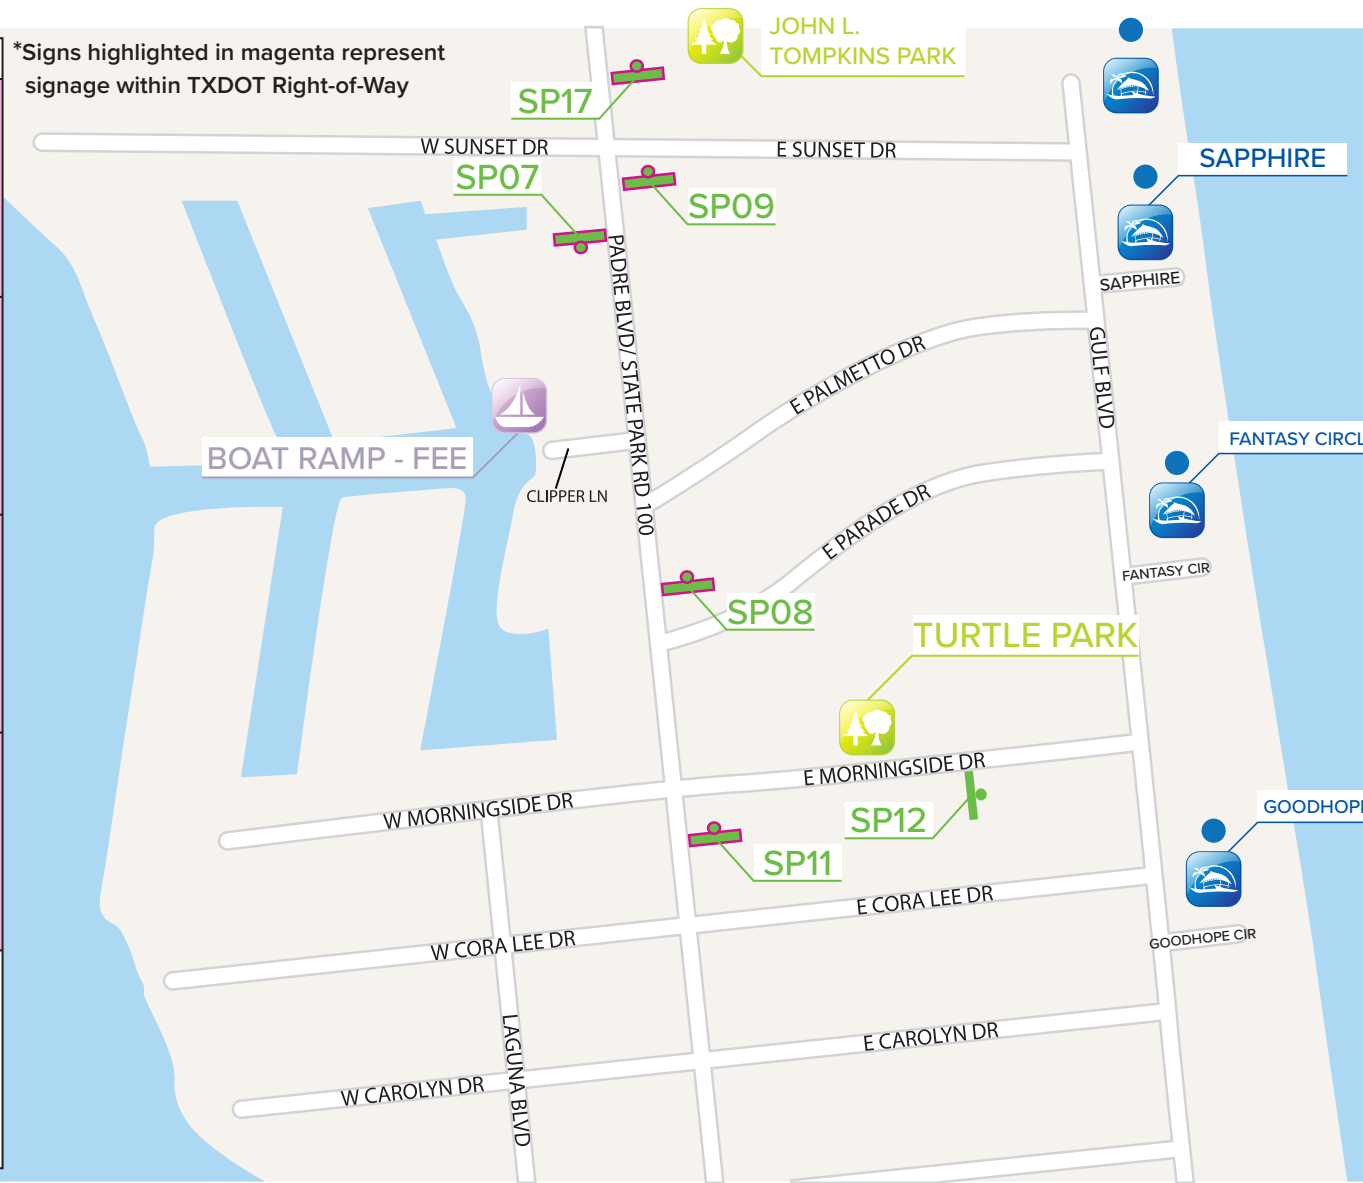 *Signs highlighted in magenta represent
signage within TXDOT Right-of-Way
JOHN L.
TOMPKINS PARK
SP17
W SUNSET DR
E SUNSET DR
SAPPHIRE
SP07
SP09
SAPPHIRE
PADRE BLVD/ STATE PARK RD 100
GULF BLVD
E PALMETTO DR
FANTASY CIRCL
BOAT RAMP - FEE
CLIPPER LN
E PARADE DR
FANTASY CIR
SP08
TURTLE PARK
E MORNINGSIDE DR
W MORNINGSIDE DR
SP12
GOODHOPE
SP11
E CORA LEE DR
W CORA LEE DR
GOODHOPE CIR
LAGUNA BLVD
E CAROLYN DR
W CAROLYN DR